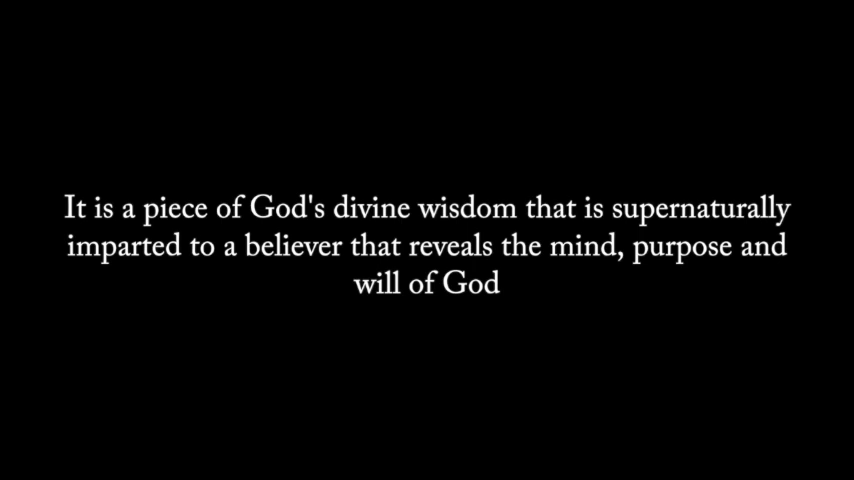 It is a piece of God's divine wisdom that is supernaturally
imparted to a believer that reveals the mind, purpose and
will of God